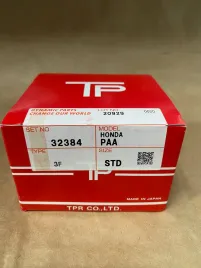 TP
DYNAMIC PARTS
CHANGE OUR WORLD
LOT NO
20929
SET NO
32384
MODEL
HONDA
PAA
TYPE
3F
SIZE
STD
MADE IN JAPAN
TPR CO.,LTD.